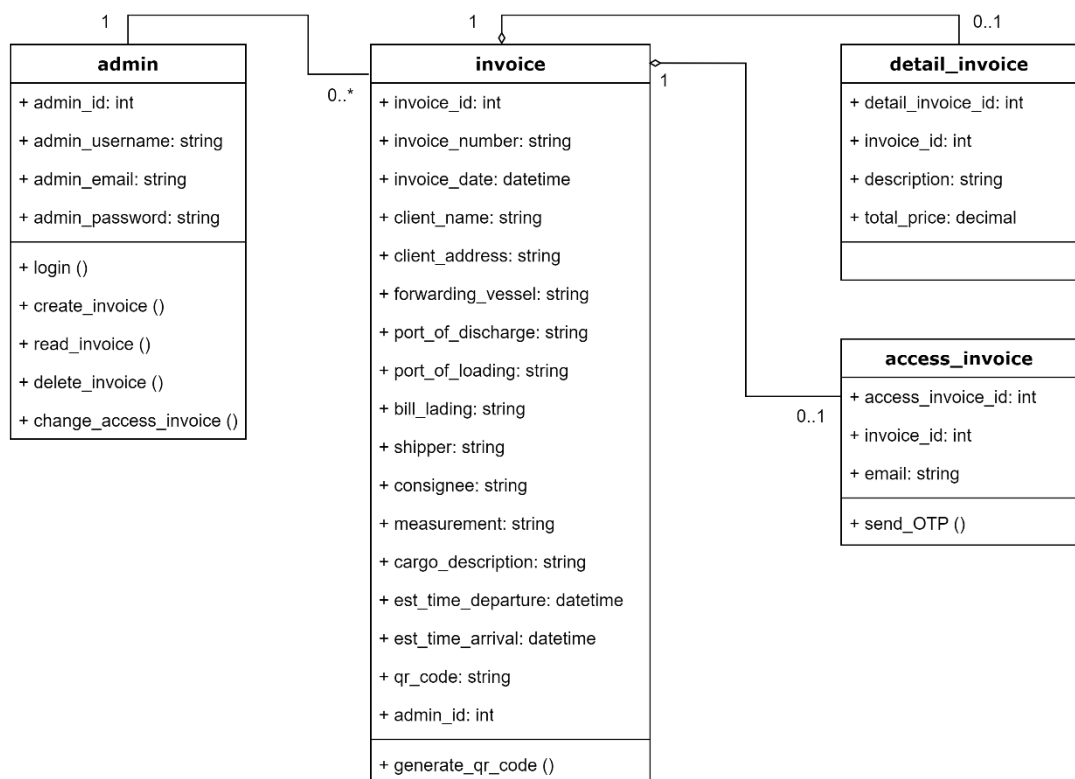 1
1
0..1
admin
+ admin_id: int
+ admin_username: string
+ admin_email: string
+ admin_password: string
+ login ()
+ create_invoice ()
+ read_invoice ()
+ delete_invoice ()
+ change_access_invoice ()
0..*
invoice
+ invoice_id: int
+ invoice_number: string
+ invoice_date: datetime
+ client_name: string
+ client_address: string
+ forwarding_vessel: string
+ port_of_discharge: string
+ port_of_loading: string
+ bill_lading: string
+ shipper: string
+ consignee: string
+ measurement: string
+ cargo_description: string
+ est_time_departure: datetime
+ est_time_arrival: datetime
+ qr_code: string
+ admin_id: int
+ generate_qr_code ()
1
detail_invoice
+ detail_invoice_id: int
+ invoice_id: int
+ description: string
+ total_price: decimal
0..1
access_invoice
+ access_invoice_id: int
+ invoice_id: int
+ email: string
+ send_OTP ()